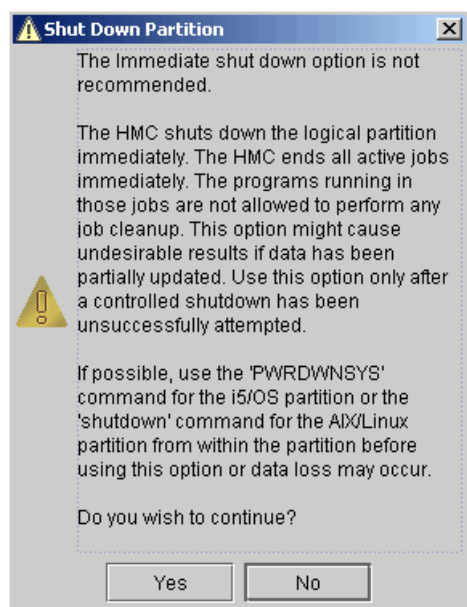 Shut Down Partition
The Immediate shut down option is not
recommended.
The HMC shuts down the logical partition
immediately. The HMC ends all active jobs
immediately. The programs running in
those jobs are not allowed to perform any
job cleanup. This option might cause
undesirable results if data has been
partially updated. Use this option only after
a controlled shutdown has been
unsuccessfully attempted.
If possible, use the 'PWRDWNSYS'
command for the i5/OS partition or the
'shutdown' command for the AIX/Linux
partition from within the partition before
using this option or data loss may occur.
Do you wish to continue?
Yes No